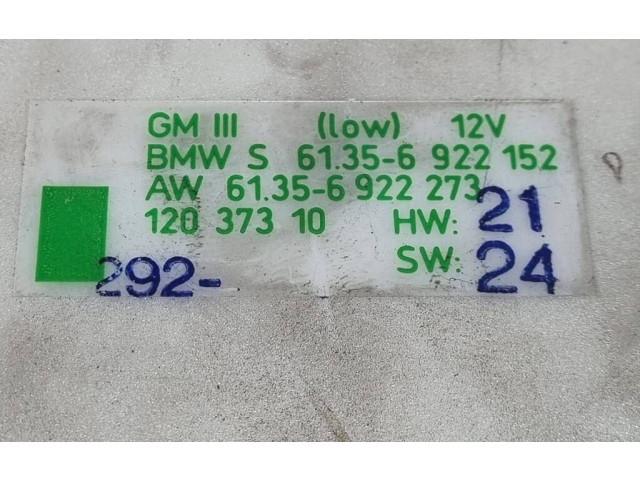 GM III (low) 12V
BMW S 61.35-6 922 152
AW 61.35-6 922 273
120 373 10 HW: 21
SW: 24
292-